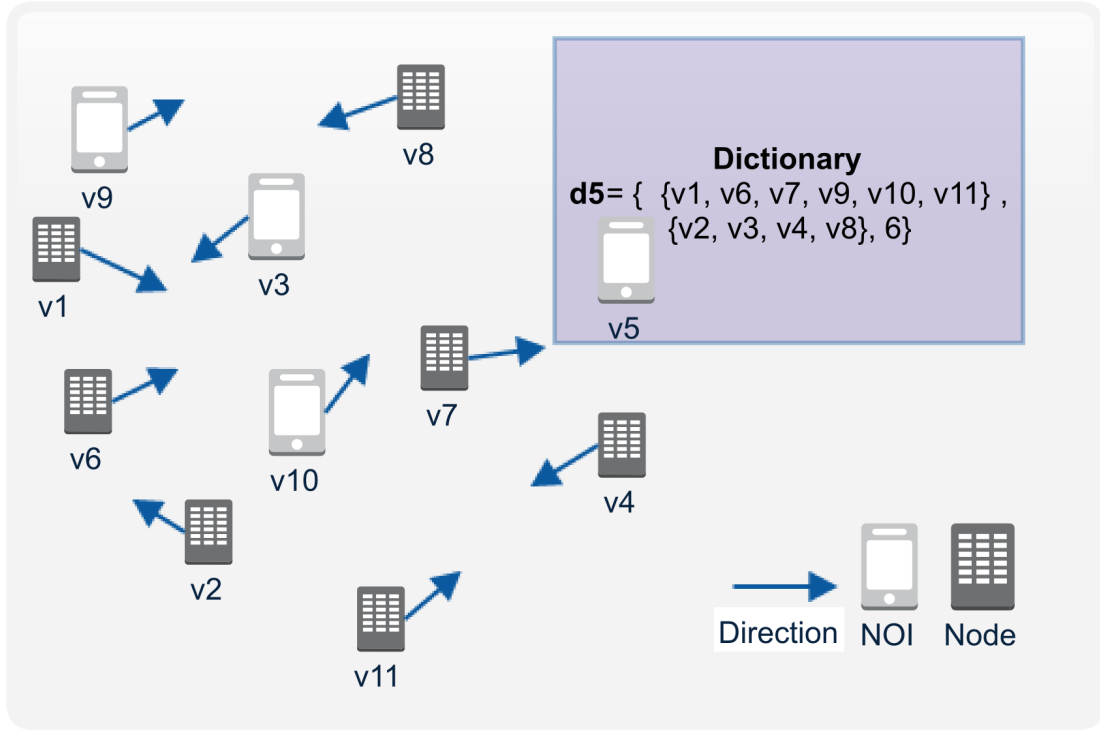 v9
v8
v3
v1
Dictionary
d5= { {v1, v6, v7, v9, v10, v11} ,
{v2, v3, v4, v8}, 6}
v5
v7
v6
v10
v4
v2
v11
Direction
NOI
Node